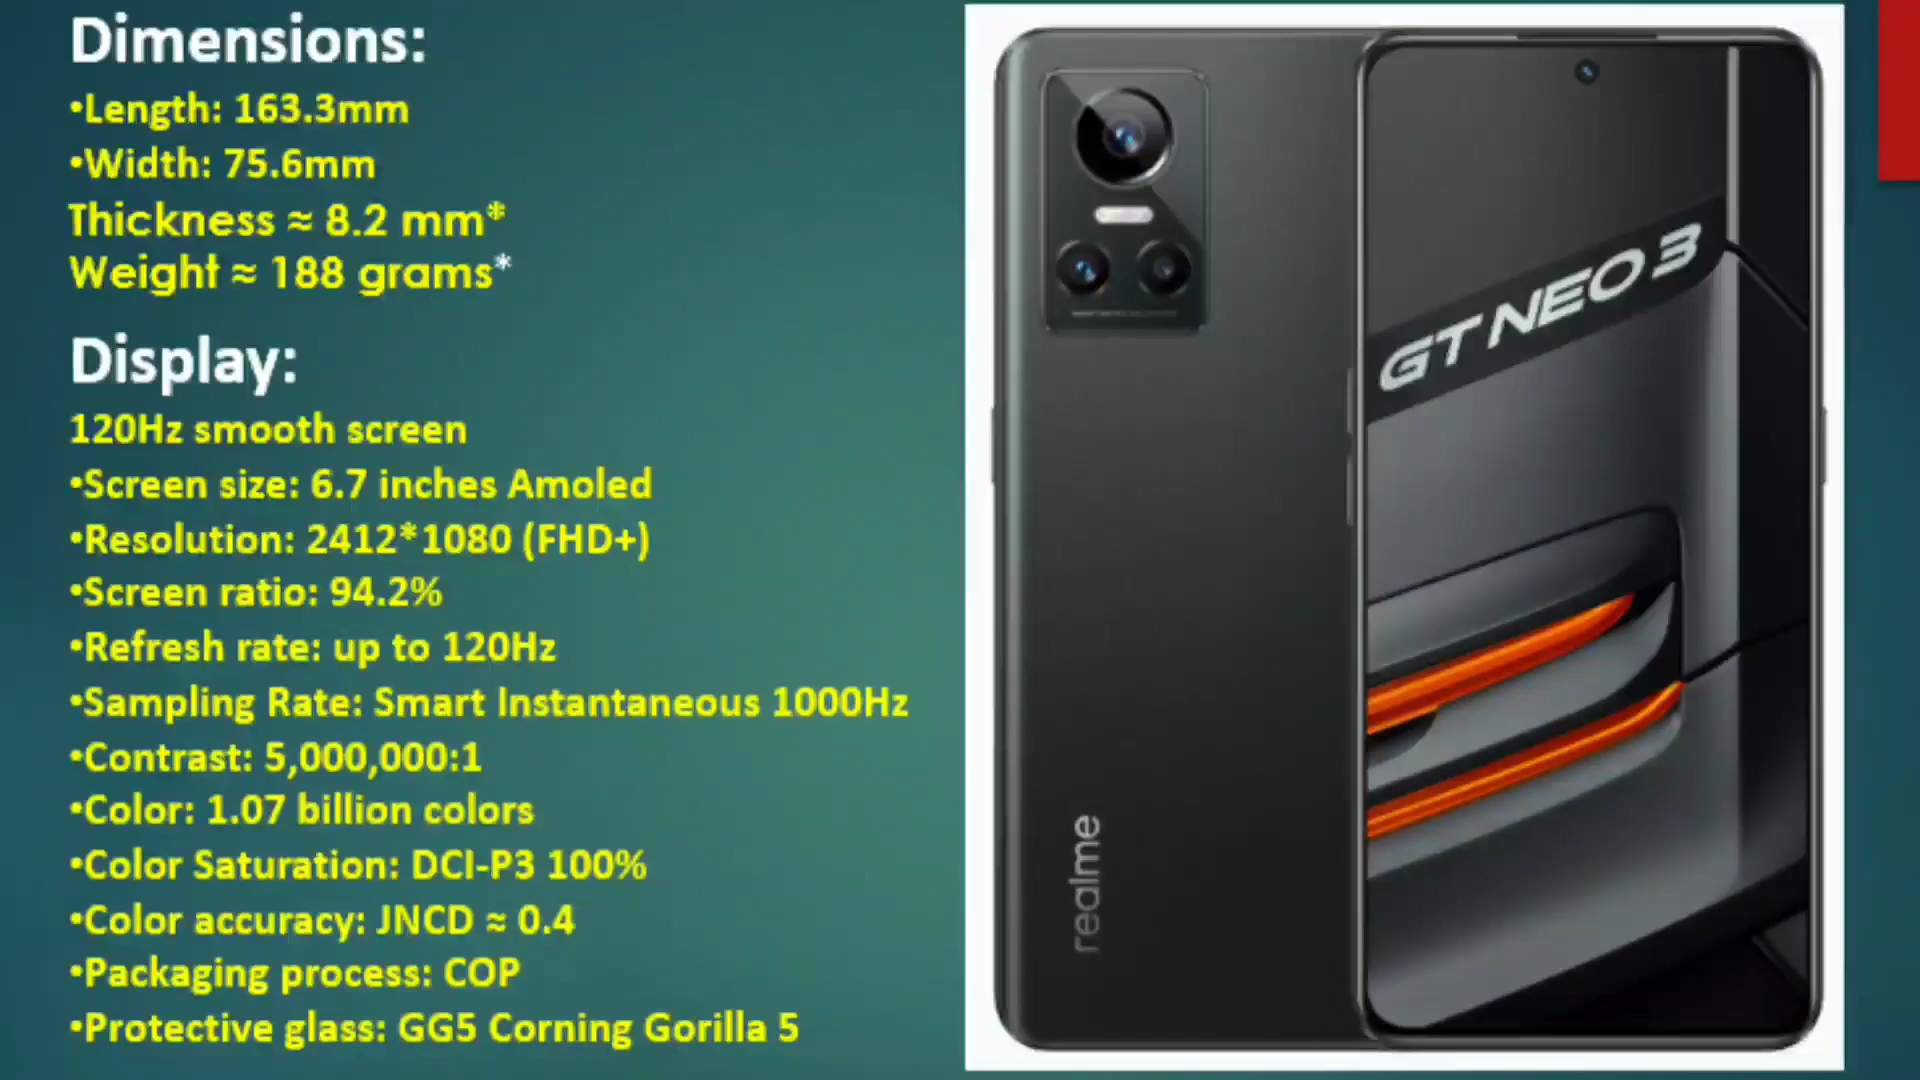 Dimensions:
•Length: 163.3mm
•Width: 75.6mm
Thickness ≈ 8.2 mm*
Weight ≈ 188 grams*
Display:
120Hz smooth screen
•Screen size: 6.7 inches Amoled
•Resolution: 2412*1080 (FHD+)
•Screen ratio: 94.2%
•Refresh rate: up to 120Hz
•Sampling Rate: Smart Instantaneous 1000Hz
•Contrast: 5,000,000:1
•Color: 1.07 billion colors
•Color Saturation: DCI-P3 100%
•Color accuracy: JNCD ≈ 0.4
•Packaging process: COP
•Protective glass: GG5 Corning Gorilla 5
realme
GT NEO 3